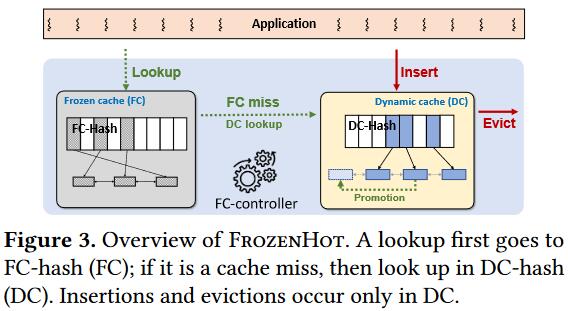 Application
Lookup
Insert
Frozen cache (FC)
FC-Hash
FC miss
DC lookup
Dynamic cache (DC)
DC-Hash
Evict
Promotion
FC-controller
Figure 3. Overview of FROZENHOT. A lookup first goes to
FC-hash (FC); if it is a cache miss, then look up in DC-hash
(DC). Insertions and evictions occur only in DC.